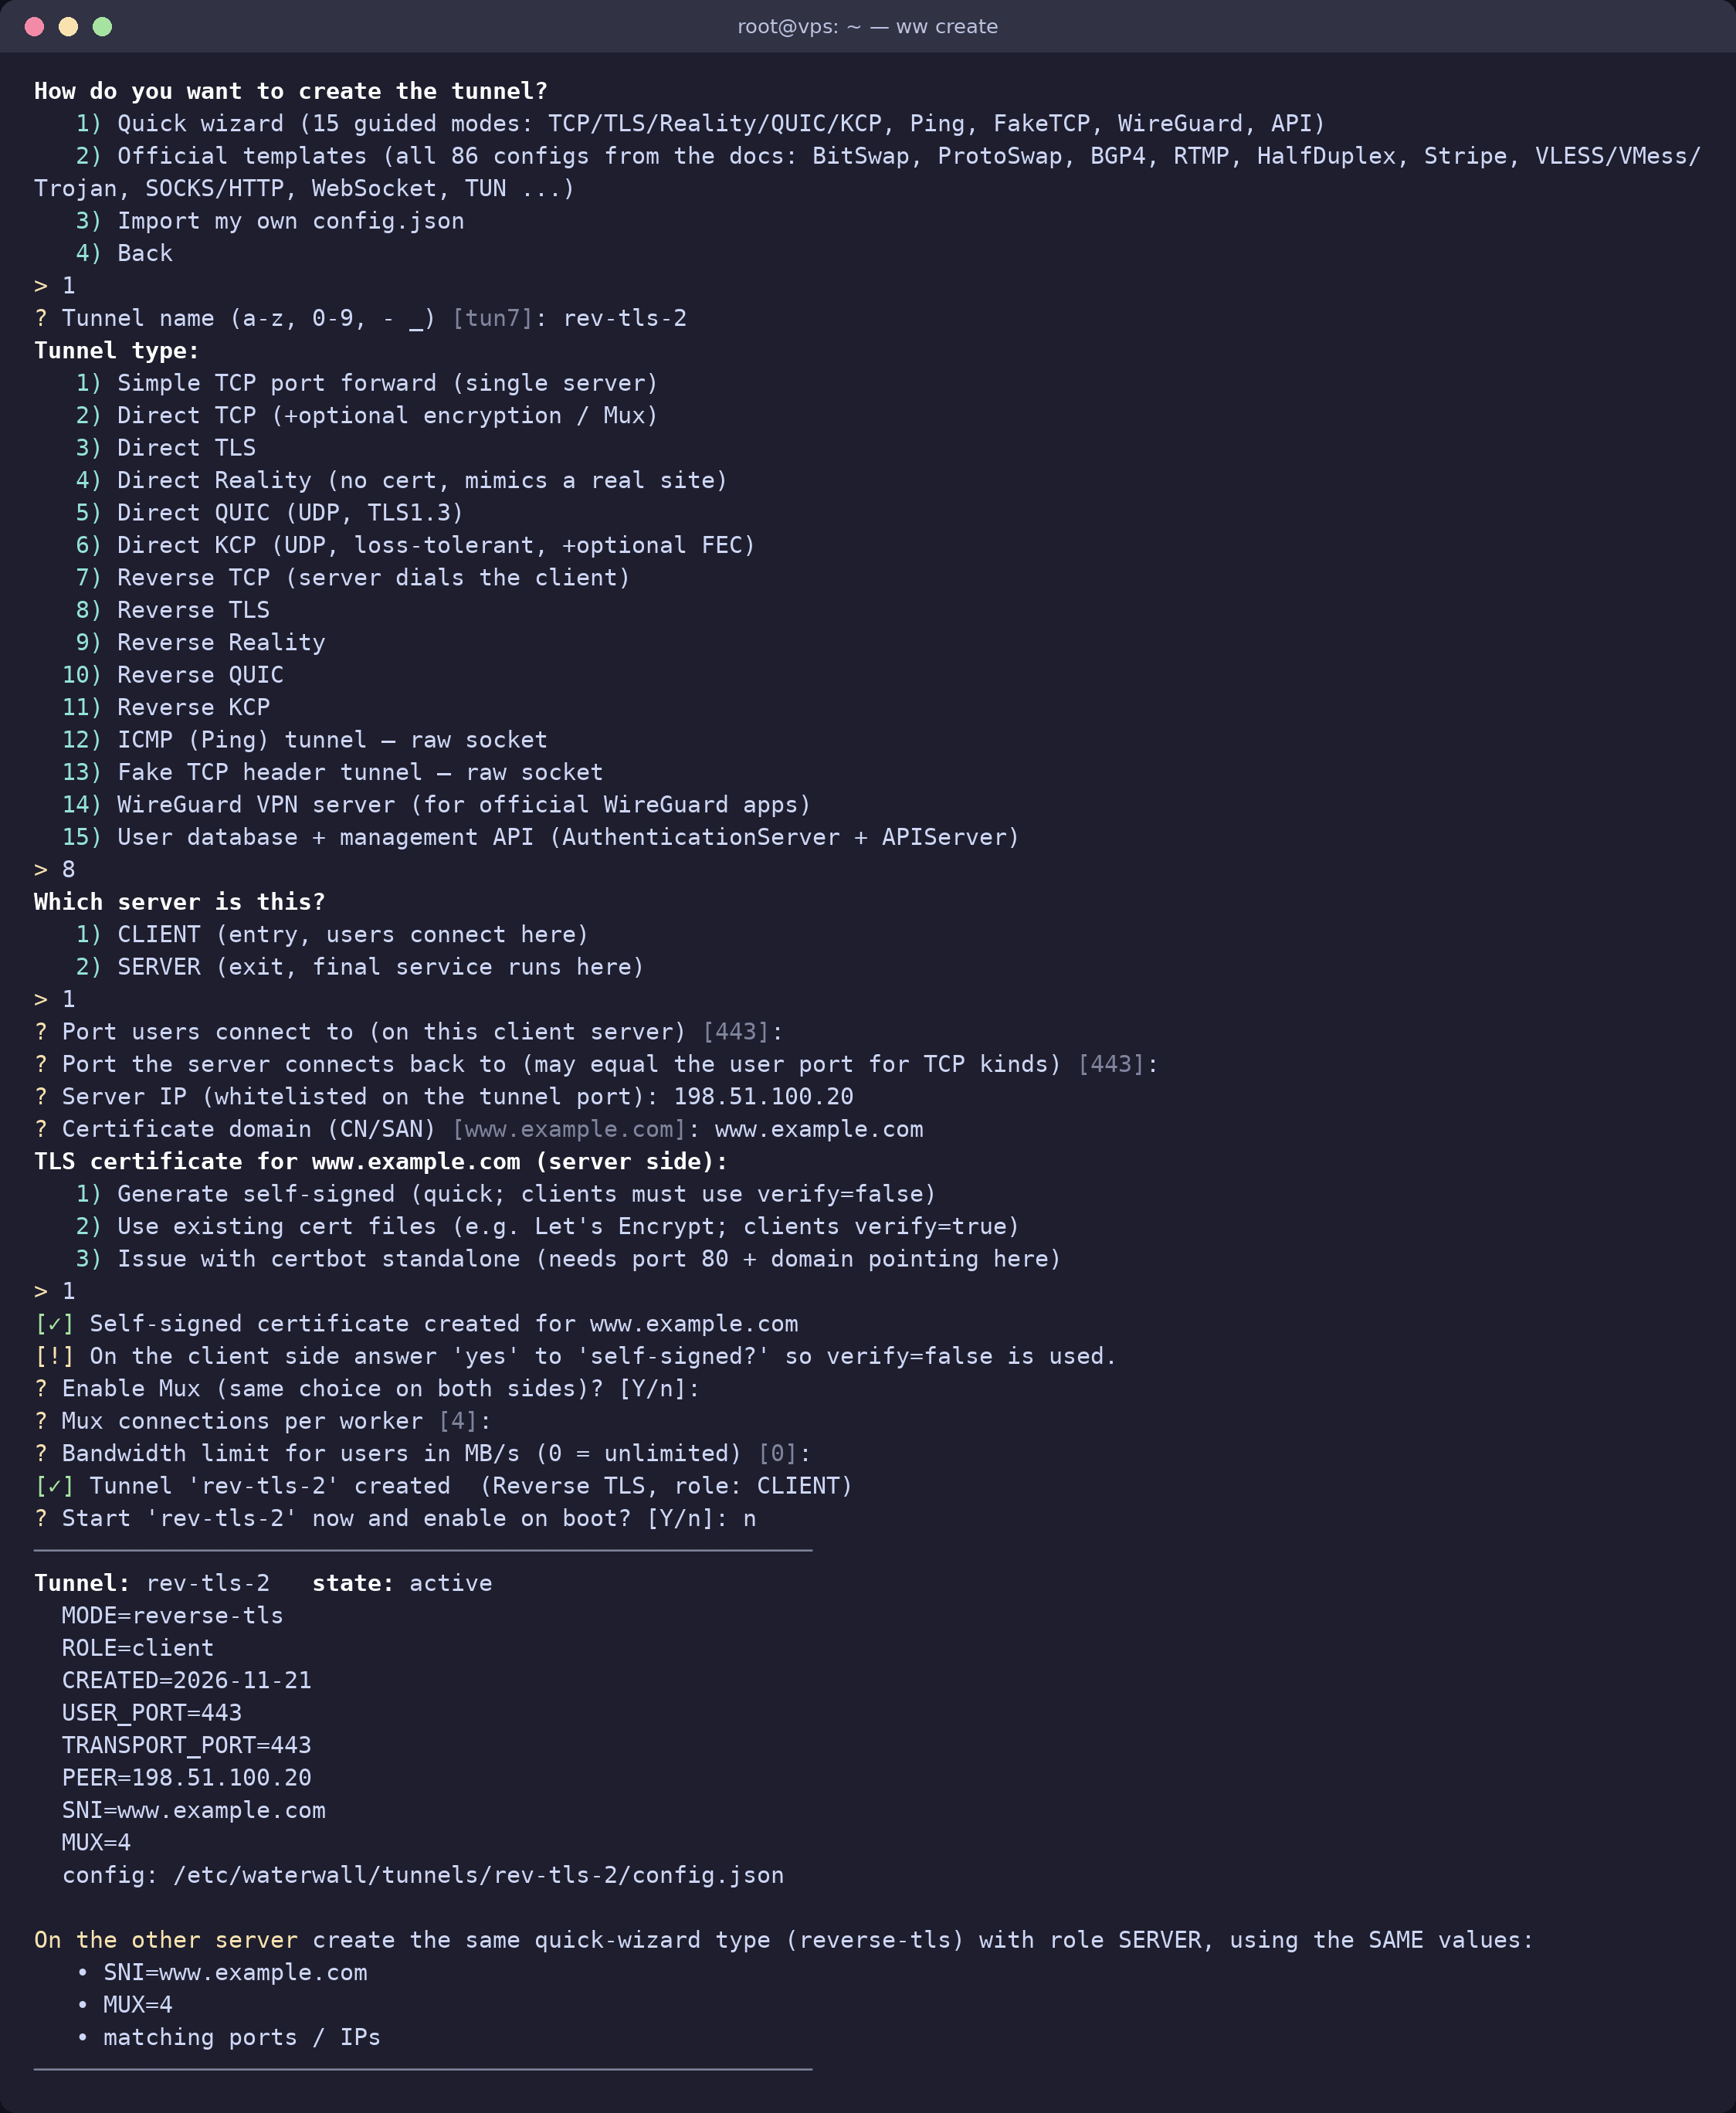 root@vps: ~ — ww create
How do you want to create the tunnel?
   1) Quick wizard (15 guided modes: TCP/TLS/Reality/QUIC/KCP, Ping, FakeTCP, WireGuard, API)
   2) Official templates (all 86 configs from the docs: BitSwap, ProtoSwap, BGP4, RTMP, HalfDuplex, Stripe, VLESS/VMess/
Trojan, SOCKS/HTTP, WebSocket, TUN ...)
   3) Import my own config.json
   4) Back
> 1
? Tunnel name (a-z, 0-9, - _) [tun7]: rev-tls-2
Tunnel type:
   1) Simple TCP port forward (single server)
   2) Direct TCP (+optional encryption / Mux)
   3) Direct TLS
   4) Direct Reality (no cert, mimics a real site)
   5) Direct QUIC (UDP, TLS1.3)
   6) Direct KCP (UDP, loss-tolerant, +optional FEC)
   7) Reverse TCP (server dials the client)
   8) Reverse TLS
   9) Reverse Reality
  10) Reverse QUIC
  11) Reverse KCP
  12) ICMP (Ping) tunnel — raw socket
  13) Fake TCP header tunnel — raw socket
  14) WireGuard VPN server (for official WireGuard apps)
  15) User database + management API (AuthenticationServer + APIServer)
> 8
Which server is this?
   1) CLIENT (entry, users connect here)
   2) SERVER (exit, final service runs here)
> 1
? Port users connect to (on this client server) [443]:
? Port the server connects back to (may equal the user port for TCP kinds) [443]:
? Server IP (whitelisted on the tunnel port): 198.51.100.20
? Certificate domain (CN/SAN) [www.example.com]: www.example.com
TLS certificate for www.example.com (server side):
   1) Generate self-signed (quick; clients must use verify=false)
   2) Use existing cert files (e.g. Let's Encrypt; clients verify=true)
   3) Issue with certbot standalone (needs port 80 + domain pointing here)
> 1
[✓] Self-signed certificate created for www.example.com
[!] On the client side answer 'yes' to 'self-signed?' so verify=false is used.
? Enable Mux (same choice on both sides)? [Y/n]:
? Mux connections per worker [4]:
? Bandwidth limit for users in MB/s (0 = unlimited) [0]:
[✓] Tunnel 'rev-tls-2' created  (Reverse TLS, role: CLIENT)
? Start 'rev-tls-2' now and enable on boot? [Y/n]: n
Tunnel: rev-tls-2   state: active
  MODE=reverse-tls
  ROLE=client
  CREATED=2026-11-21
  USER_PORT=443
  TRANSPORT_PORT=443
  PEER=198.51.100.20
  SNI=www.example.com
  MUX=4
  config: /etc/waterwall/tunnels/rev-tls-2/config.json
On the other server create the same quick-wizard type (reverse-tls) with role SERVER, using the SAME values:
   • SNI=www.example.com
   • MUX=4
   • matching ports / IPs